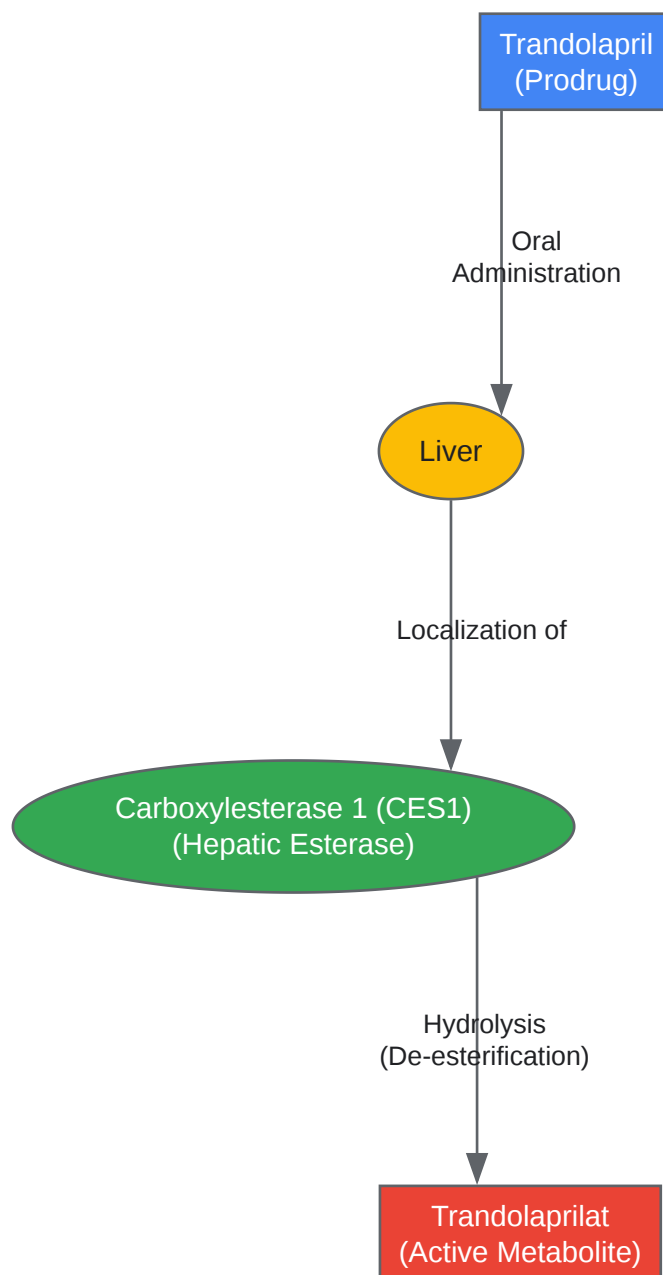 Trandolapril
(Prodrug)
Oral
Administration
Liver
Localization of
Carboxylesterase 1 (CES1)
(Hepatic Esterase)
Hydrolysis
(De-esterification)
Trandolaprilat
(Active Metabolite)